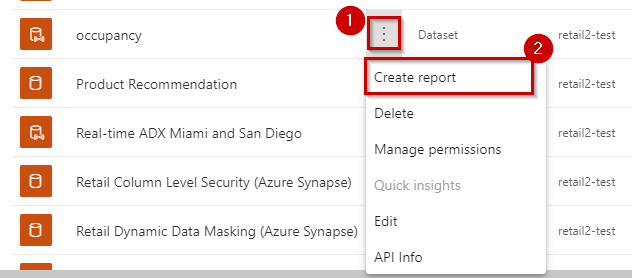 occupancy
1
Dataset
retail2-test
2
Create report
Delete
Manage permissions
Quick insights
Edit
API Info
Product Recommendation
retail2-test
Real-time ADX Miami and San Diego
retail2-test
Retail Column Level Security (Azure Synapse)
retail2-test
Retail Dynamic Data Masking (Azure Synapse)
retail2-test